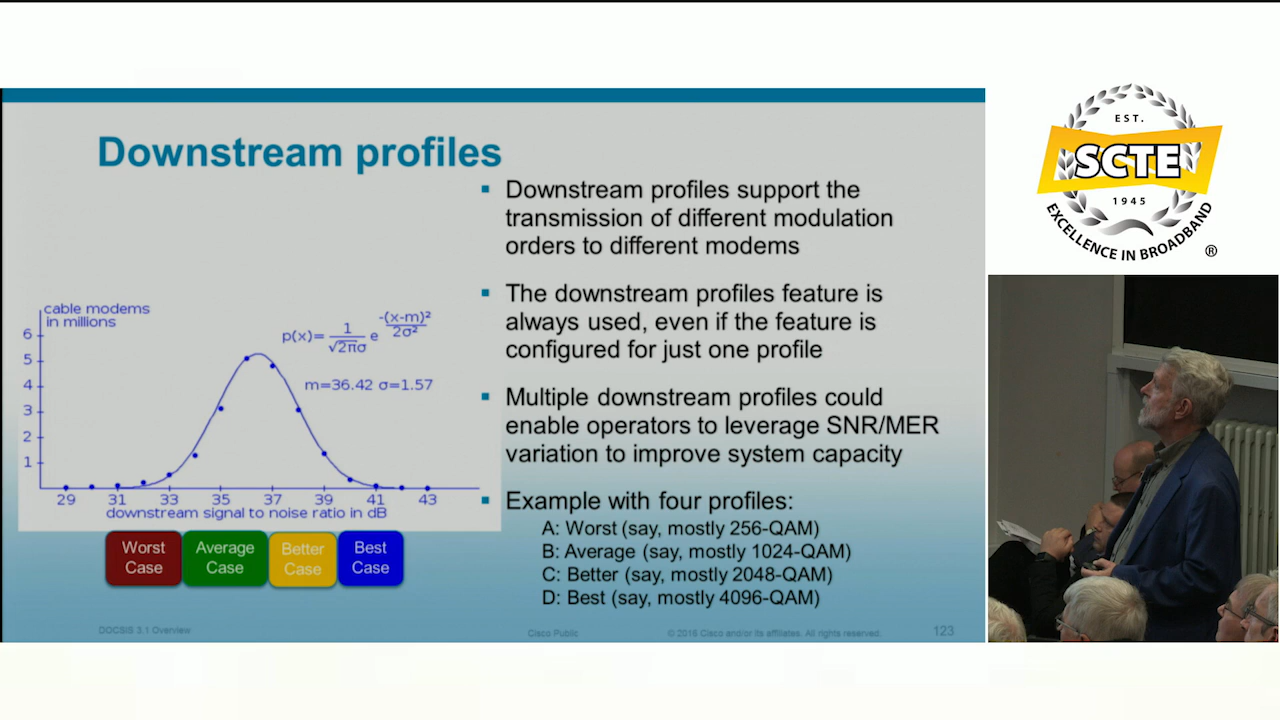 Downstream profiles
Downstream profiles support the
transmission of different modulation
orders to different modems
The downstream profiles feature is
always used, even if the feature is
configured for just one profile
Multiple downstream profiles could
enable operators to leverage SNR/MER
variation to improve system capacity
Example with four profiles:
A: Worst (say, mostly 256-QAM)
B: Average (say, mostly 1024-QAM)
C: Better (say, mostly 2048-QAM)
D: Best (say, mostly 4096-QAM)
cable modems
in millions
p(x)= 1/√2πσ e -(x-m)²/2σ²
m=36.42 σ=1.57
6
5
4
3
2
1
29 31 33 35 37 39 41 43
downstream signal to noise ratio in dB
Worst
Case
Average
Case
Better
Case
Best
Case
DOCSIS 3.1 Overview
Cisco Public
© 2016 Cisco and/or its affiliates. All rights reserved.
123
EST.
SCTE
1945
EXCELLENCE IN BROADBAND
®